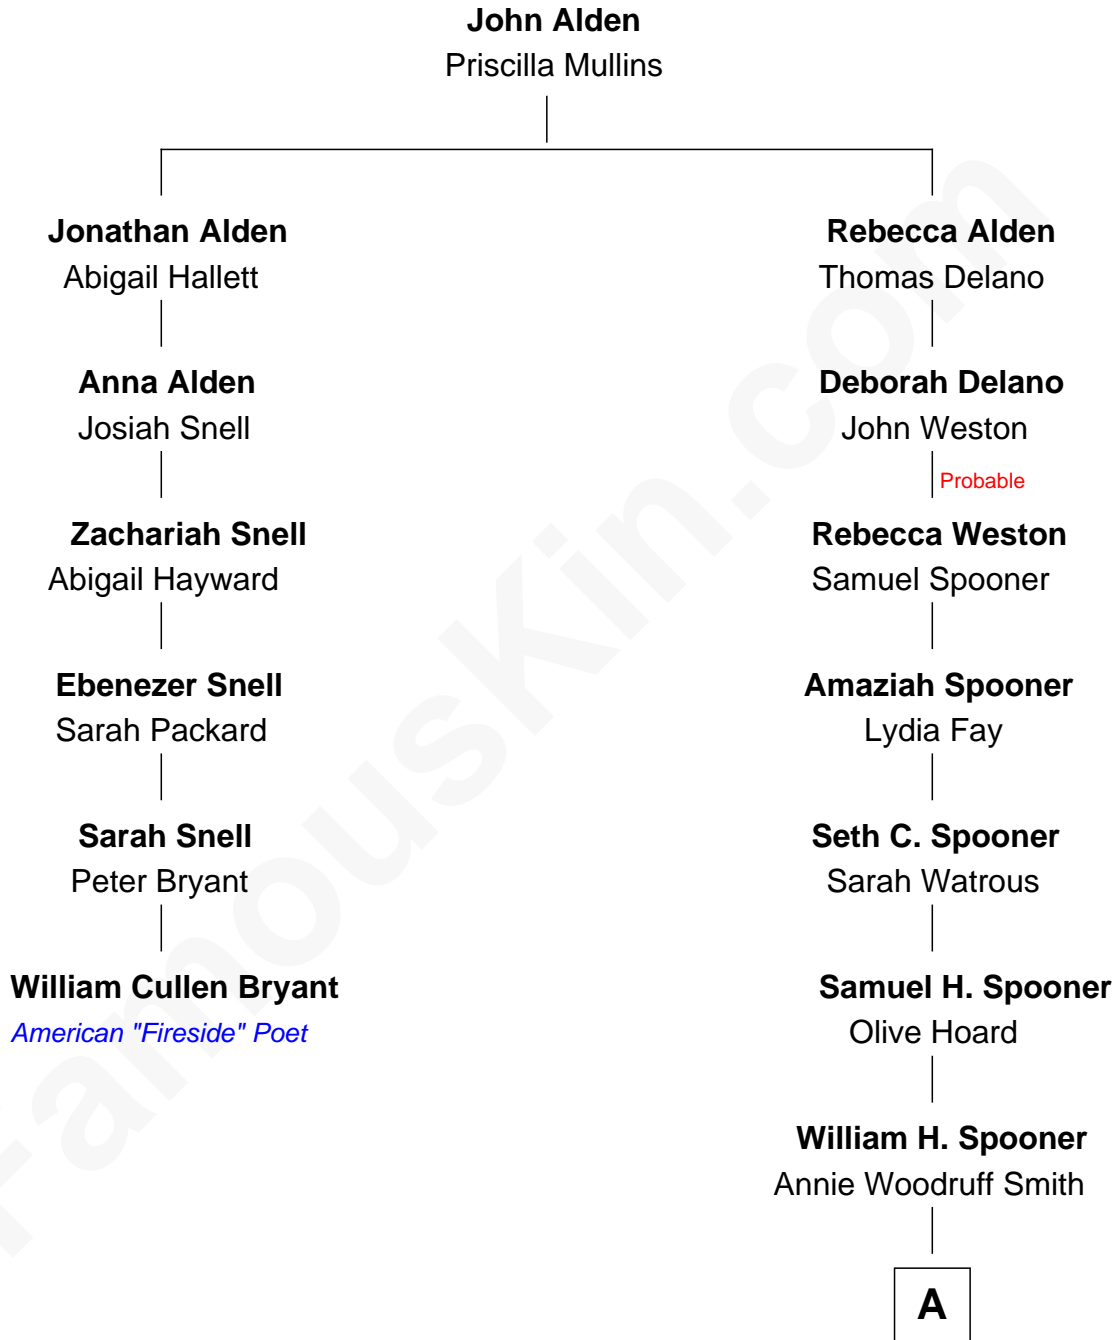 John Alden
Priscilla Mullins
Jonathan Alden
Abigail Hallett
Rebecca Alden
Thomas Delano
Anna Alden
Josiah Snell
Deborah Delano
John Weston
Probable
Zachariah Snell
Abigail Hayward
Rebecca Weston
Samuel Spooner
Ebenezer Snell
Sarah Packard
Amaziah Spooner
Lydia Fay
Sarah Snell
Peter Bryant
Seth C. Spooner
Sarah Watrous
William Cullen Bryant
American "Fireside" Poet
Samuel H. Spooner
Olive Hoard
William H. Spooner
Annie Woodruff Smith
A
FamousKin.com